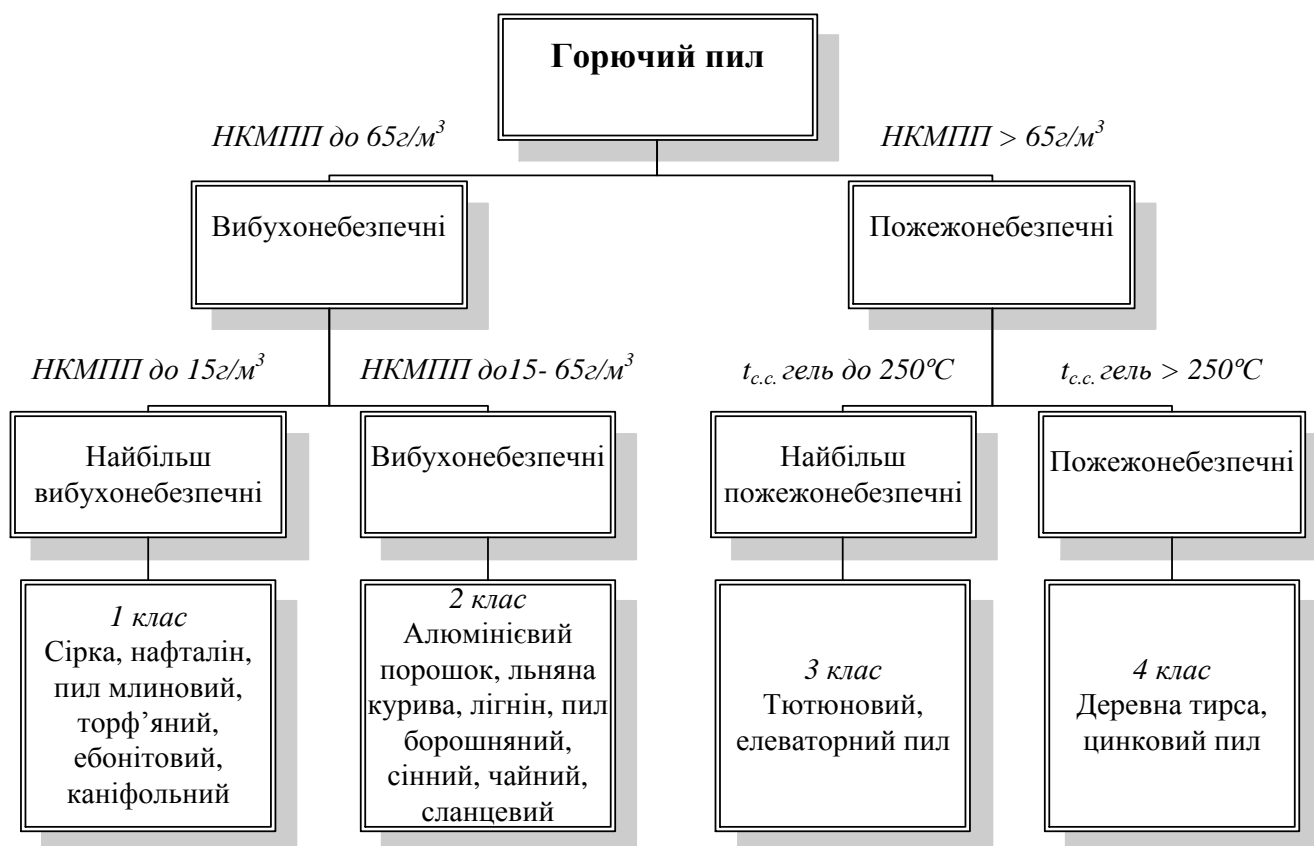 Горючий пил
НКМПП до 65г/м³
НКМПП > 65г/м³
Вибухонебезпечні
Пожежонебезпечні
НКМПП до 15г/м³
НКМПП до15- 65г/м³
tс.с. гель до 250ºС
tс.с. гель > 250ºС
Найбільш
вибухонебезпечні
Вибухонебезпечні
Найбільш
пожежонебезпечні
Пожежонебезпечні
1 клас
Сірка, нафталін,
пил млиновий,
торф’яний,
ебонітовий,
каніфольний
2 клас
Алюмінієвий
порошок, льняна
курива, лігнін, пил
борошняний,
сінний, чайний,
сланцевий
3 клас
Тютюновий,
елеваторний пил
4 клас
Деревна тирса,
цинковий пил